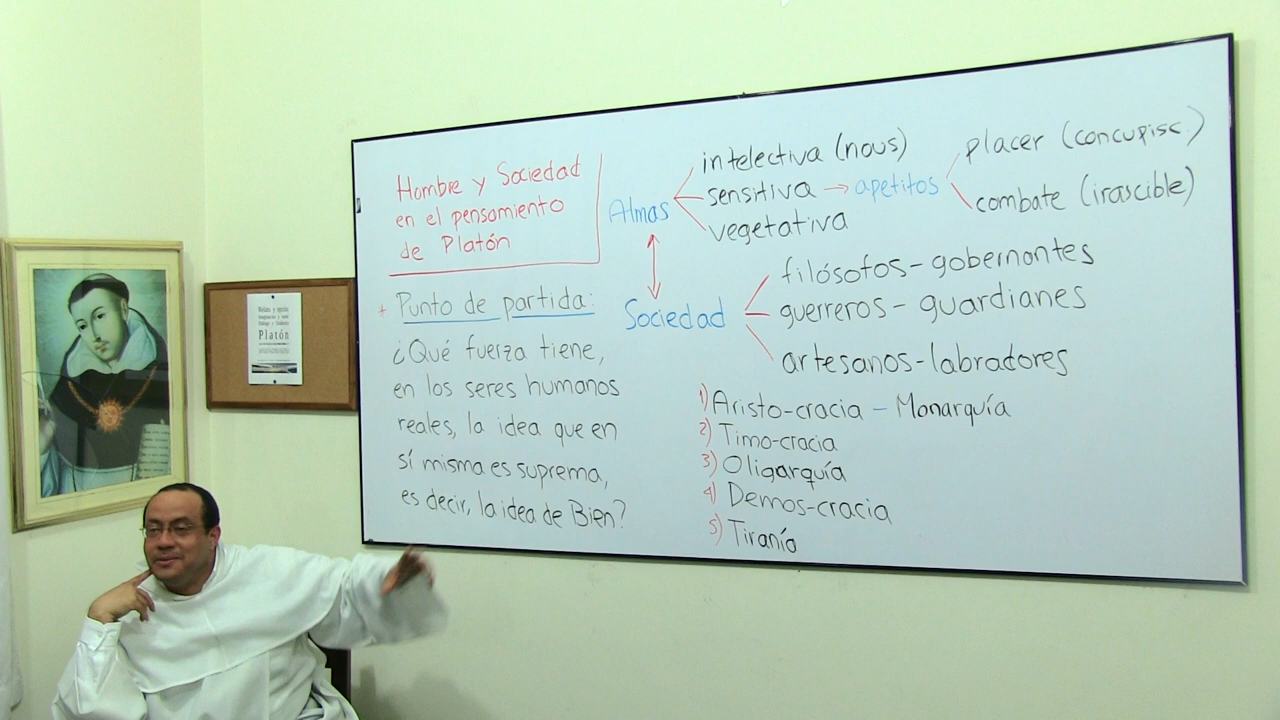 Hombre y Sociedad
en el pensamiento
de Platón
* Punto de partida:
¿Qué fuerza tiene,
en los seres humanos
reales, la idea que en
sí misma es suprema,
es decir, la idea de Bien?
Almas
intelectiva (nous)
sensitiva → apetitos
vegetativa
placer (concupisc.)
combate (irascible)
Sociedad
filósofos - gobernantes
guerreros - guardianes
artesanos - labradores
1) Aristo-cracia - Monarquía
2) Timo-cracia
3) Oligarquía
4) Demos-cracia
5) Tiranía
Platón